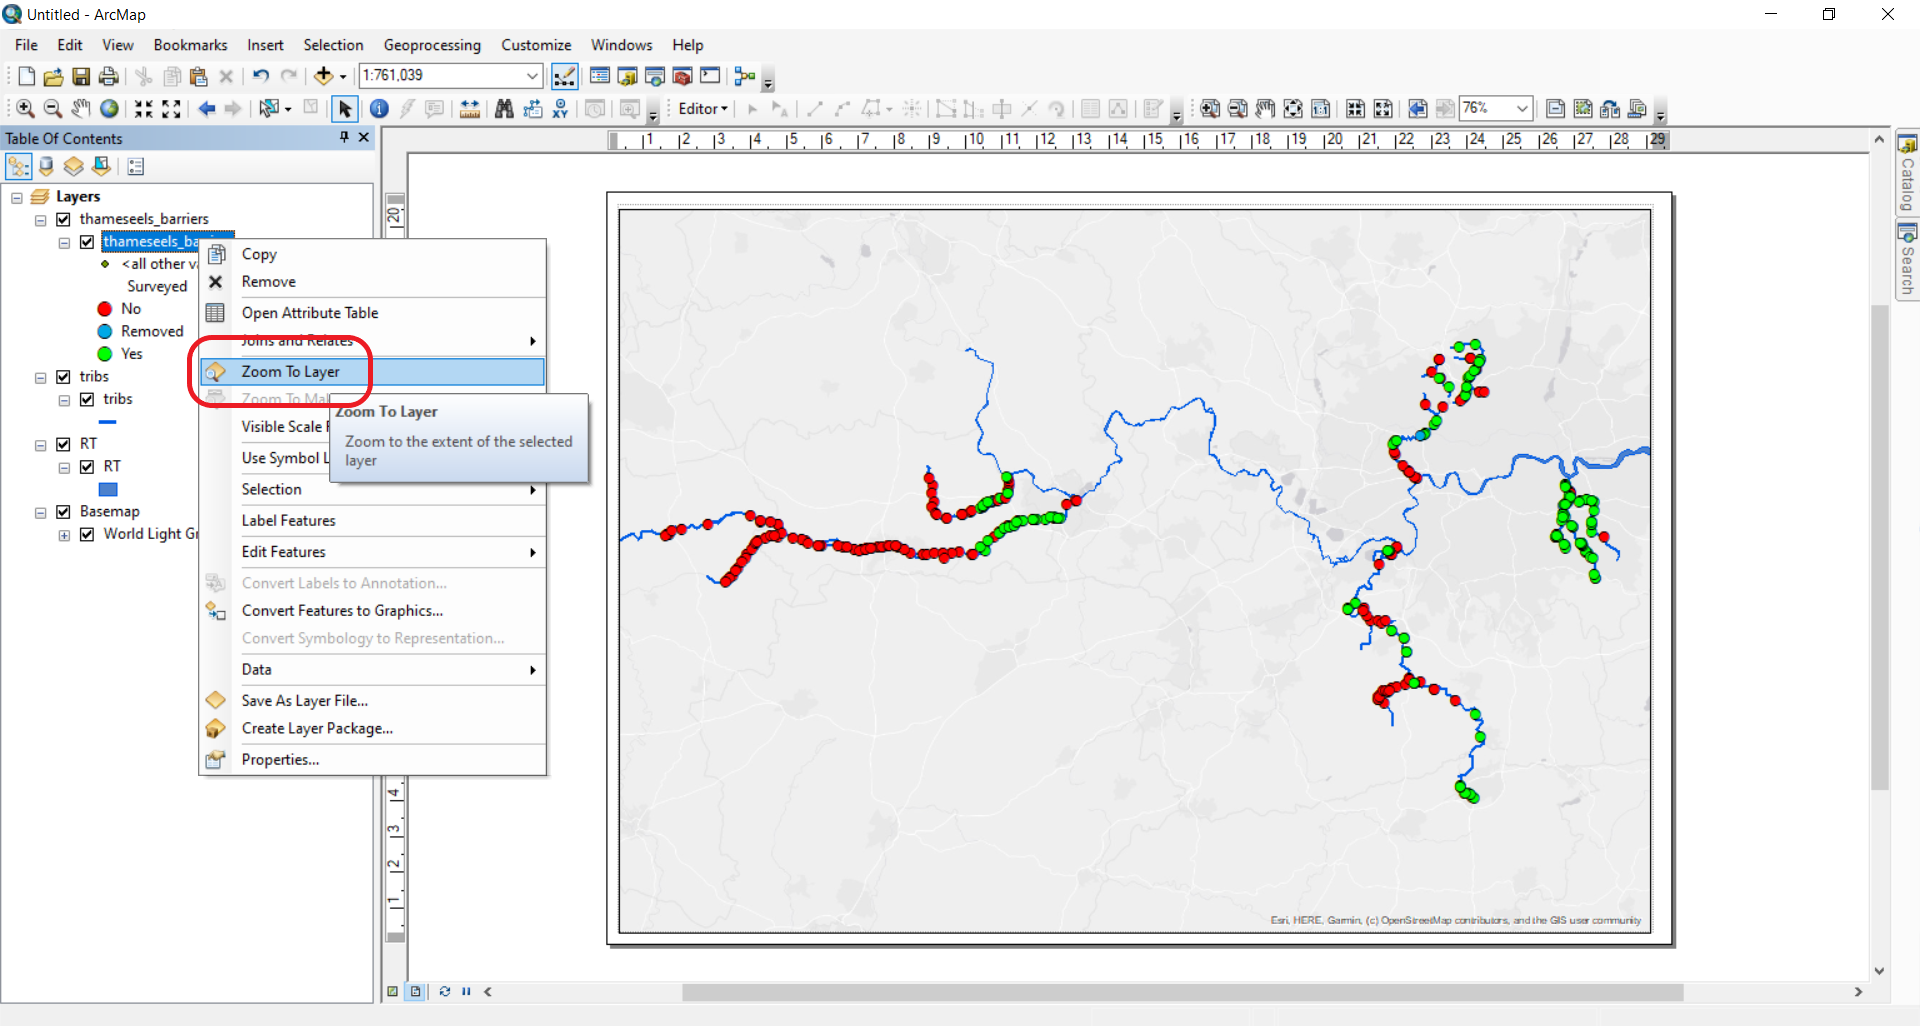 Untitled - ArcMap
File Edit View Bookmarks Insert Selection Geoprocessing Customize Windows Help
1:761,039
Editor
76%
Table Of Contents
1 2 3 4 5 6 7 8 9 10 11 12 13 14 15 16 17 18 19 20 21 22 23 24 25 26 27 28 29
Layers
thameseels_barriers
thameseels_ba
<all other v
Surveyed
No
Removed
Yes
tribs
tribs
RT
RT
Basemap
World Light Gr
Copy
Remove
Open Attribute Table
Joins and Relates
Zoom To Layer
Zoom To Mak
Visible Scale
Use Symbol L
Selection
Label Features
Edit Features
Convert Labels to Annotation...
Convert Features to Graphics...
Convert Symbology to Representation...
Data
Save As Layer File...
Create Layer Package...
Properties...
Zoom To Layer
Zoom to the extent of the selected
layer
20
4
3
2
1
Esri, HERE, Garmin, (c) OpenStreetMap contributors, and the GIS user community
Catalog
Search